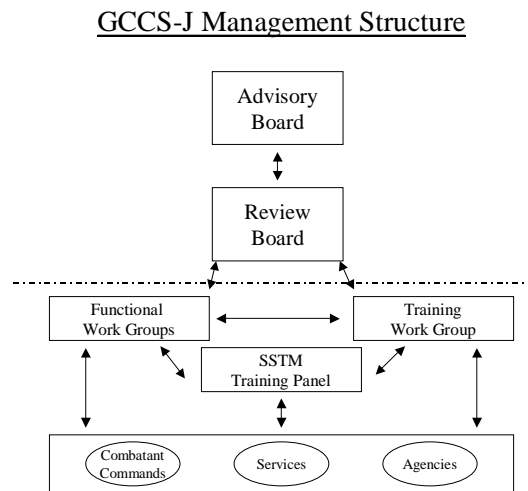 GCCS-J Management Structure
Advisory
Board
Review
Board
Functional
Work Groups
Training
Work Group
SSTM
Training Panel
Combatant
Commands
Services
Agencies